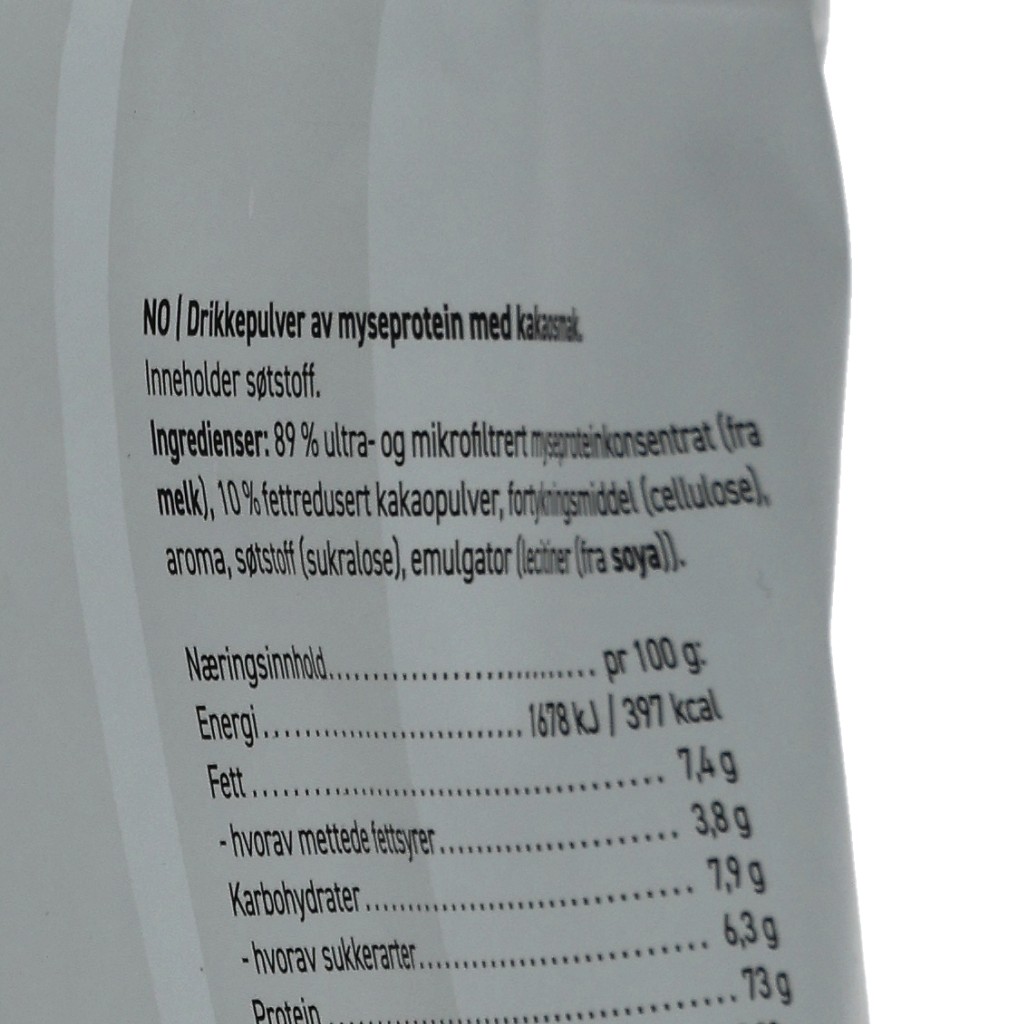 NO / Drikkepulver av myseprotein med kakaosmak.
Inneholder søtstoff.
Ingredienser: 89 % ultra- og mikrofiltrert myseproteinkonsentrat (fra
melk), 10 % fettredusert kakaopulver, fortykningsmiddel (cellulose),
aroma, søtstoff (sukralose), emulgator (lecitiner (fra soya)).
Næringsinnhold.......................... pr 100 g:
Energi.......................... 1678 kJ / 397 kcal
Fett........................................ 7,4 g
- hvorav mettede fettsyrer.................... 3,8 g
Karbohydrater........................... 7,9 g
- hvorav sukkerarter....................... 6,3 g
Protein.................................. 73 g